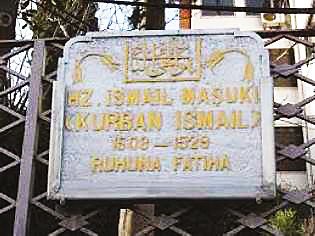 HZ. İSMAİL MAŞUKİ
(KURBAN İSMAİL)
1508 - 1529
RUHUNA FATİHA